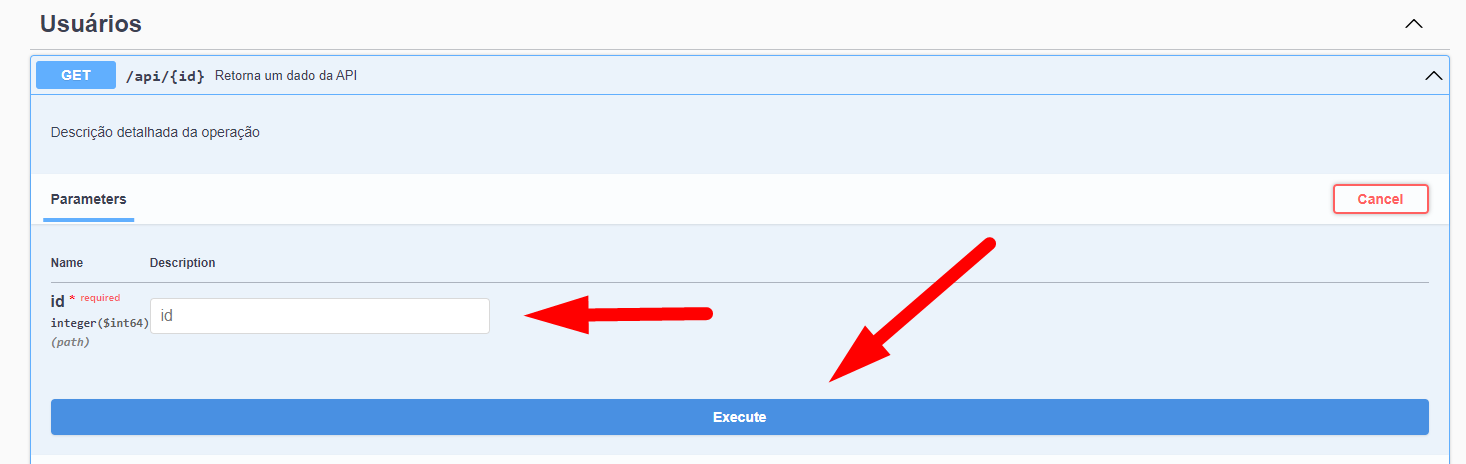 Usuários
GET /api/{id} Retorna um dado da API
Descrição detalhada da operação
Parameters Cancel
Name Description
id * required
integer($int64)
(path)
id
Execute